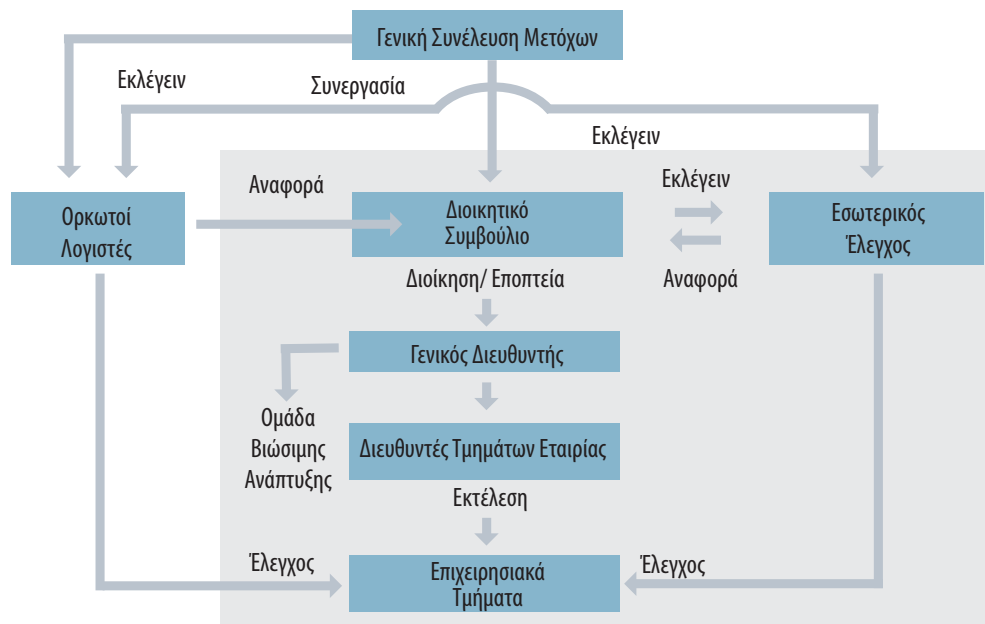 Γενική Συνέλευση Μετόχων
Εκλέγειν
Συνεργασία
Εκλέγειν
Αναφορά
Εκλέγειν
Ορκωτοί
Λογιστές
Διοικητικό
Συμβούλιο
Εσωτερικός
Έλεγχος
Διοίκηση/ Εποπτεία
Αναφορά
Γενικός Διευθυντής
Ομάδα
Βιώσιμης
Ανάπτυξης
Διευθυντές Τμημάτων Εταιρίας
Εκτέλεση
Έλεγχος
Έλεγχος
Επιχειρησιακά
Τμήματα